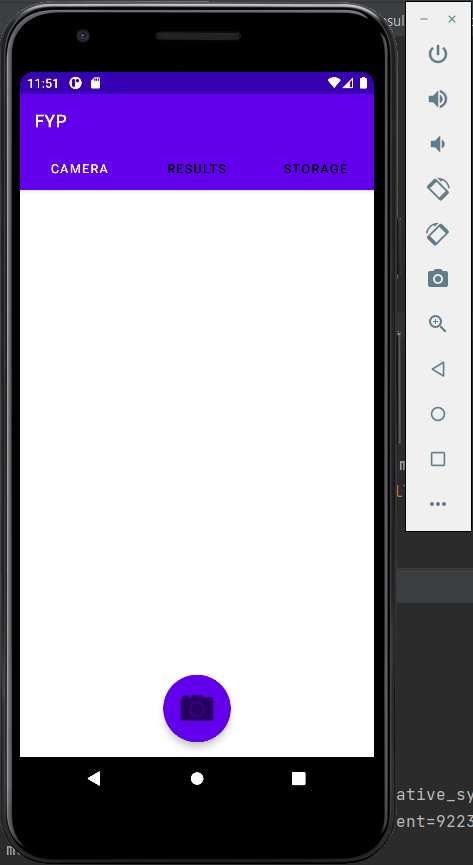 11:51
FYP
CAMERA RESULTS STORAGE
ative_sy
ent=9223